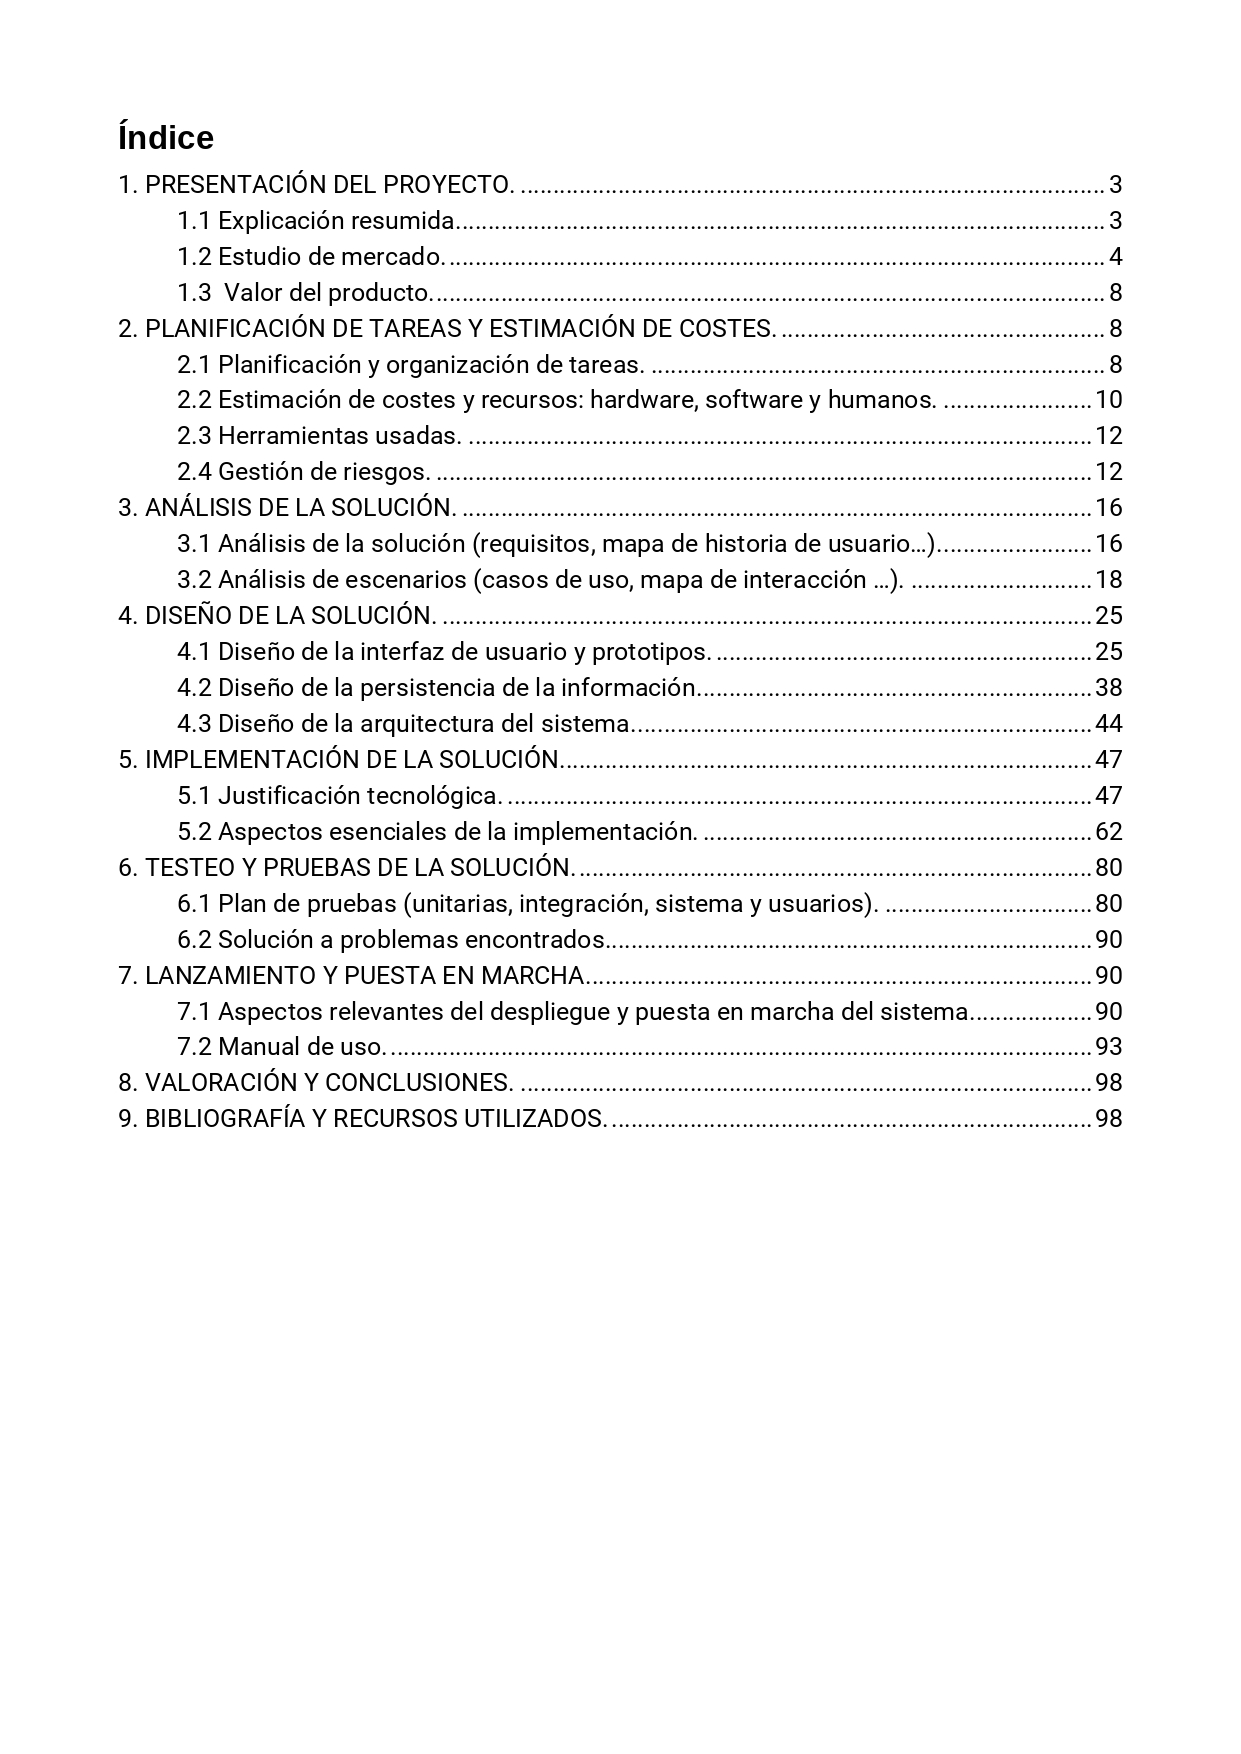 Índice
1. PRESENTACIÓN DEL PROYECTO. ........................................................................................ 3
1.1 Explicación resumida.................................................................................................. 3
1.2 Estudio de mercado.................................................................................................... 4
1.3  Valor del producto...................................................................................................... 8
2. PLANIFICACIÓN DE TAREAS Y ESTIMACIÓN DE COSTES. ................................................. 8
2.1 Planificación y organización de tareas. ..................................................................... 8
2.2 Estimación de costes y recursos: hardware, software y humanos. ....................... 10
2.3 Herramientas usadas. ............................................................................................... 12
2.4 Gestión de riesgos. .................................................................................................... 12
3. ANÁLISIS DE LA SOLUCIÓN. ................................................................................................ 16
3.1 Análisis de la solución (requisitos, mapa de historia de usuario…)........................ 16
3.2 Análisis de escenarios (casos de uso, mapa de interacción …). ............................ 18
4. DISEÑO DE LA SOLUCIÓN. ................................................................................................... 25
4.1 Diseño de la interfaz de usuario y prototipos. .......................................................... 25
4.2 Diseño de la persistencia de la información............................................................. 38
4.3 Diseño de la arquitectura del sistema....................................................................... 44
5. IMPLEMENTACIÓN DE LA SOLUCIÓN.................................................................................. 47
5.1 Justificación tecnológica. .......................................................................................... 47
5.2 Aspectos esenciales de la implementación. ............................................................ 62
6. TESTEO Y PRUEBAS DE LA SOLUCIÓN. ............................................................................... 80
6.1 Plan de pruebas (unitarias, integración, sistema y usuarios). ................................ 80
6.2 Solución a problemas encontrados........................................................................... 90
7. LANZAMIENTO Y PUESTA EN MARCHA............................................................................... 90
7.1 Aspectos relevantes del despliegue y puesta en marcha del sistema................... 90
7.2 Manual de uso. ........................................................................................................... 93
8. VALORACIÓN Y CONCLUSIONES. ........................................................................................ 98
9. BIBLIOGRAFÍA Y RECURSOS UTILIZADOS. .......................................................................... 98